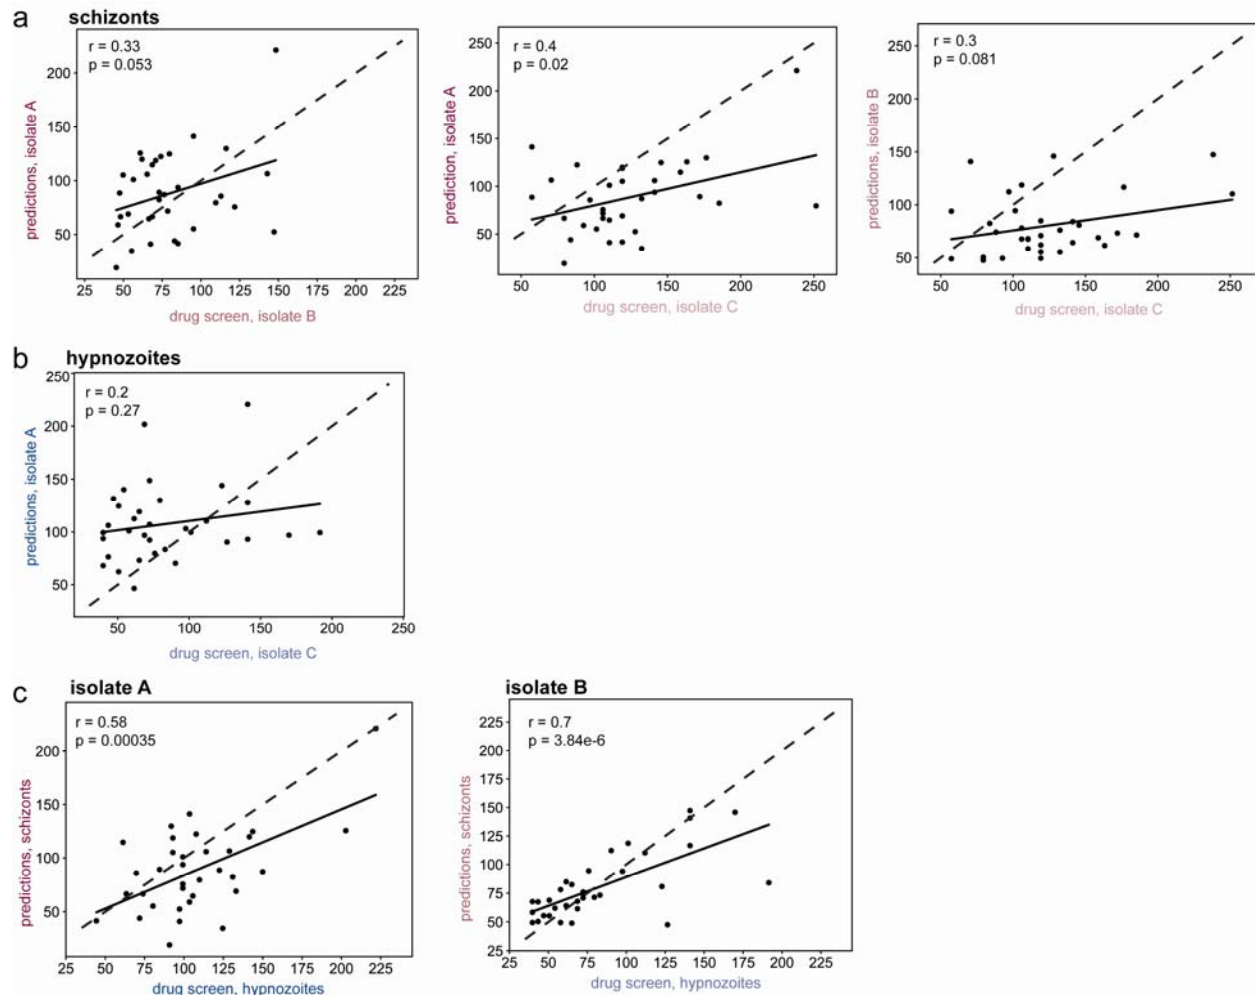 a
schizonts
r = 0.33
p = 0.053
200
150
100
50
25 50 75 100 125 150 175 200 225
predictions, isolate A
drug screen, isolate B
r = 0.4
p = 0.02
250
200
150
100
50
50 100 150 200 250
prediction, isolate A
drug screen, isolate C
r = 0.3
p = 0.081
250
200
150
100
50
50 100 150 200 250
predictions, isolate B
drug screen, isolate C
b
hypnozoites
r = 0.2
p = 0.27
250
200
150
100
50
50 100 150 200 250
predictions, isolate A
drug screen, isolate C
c
isolate A
r = 0.58
p = 0.00035
200
150
100
50
25 50 75 100 125 150 175 200 225
predictions, schizonts
drug screen, hypnozoites
isolate B
r = 0.7
p = 3.84e-6
225
200
175
150
125
100
75
50
25
25 50 75 100 125 150 175 200 225
predictions, schizonts
drug screen, hypnozoites